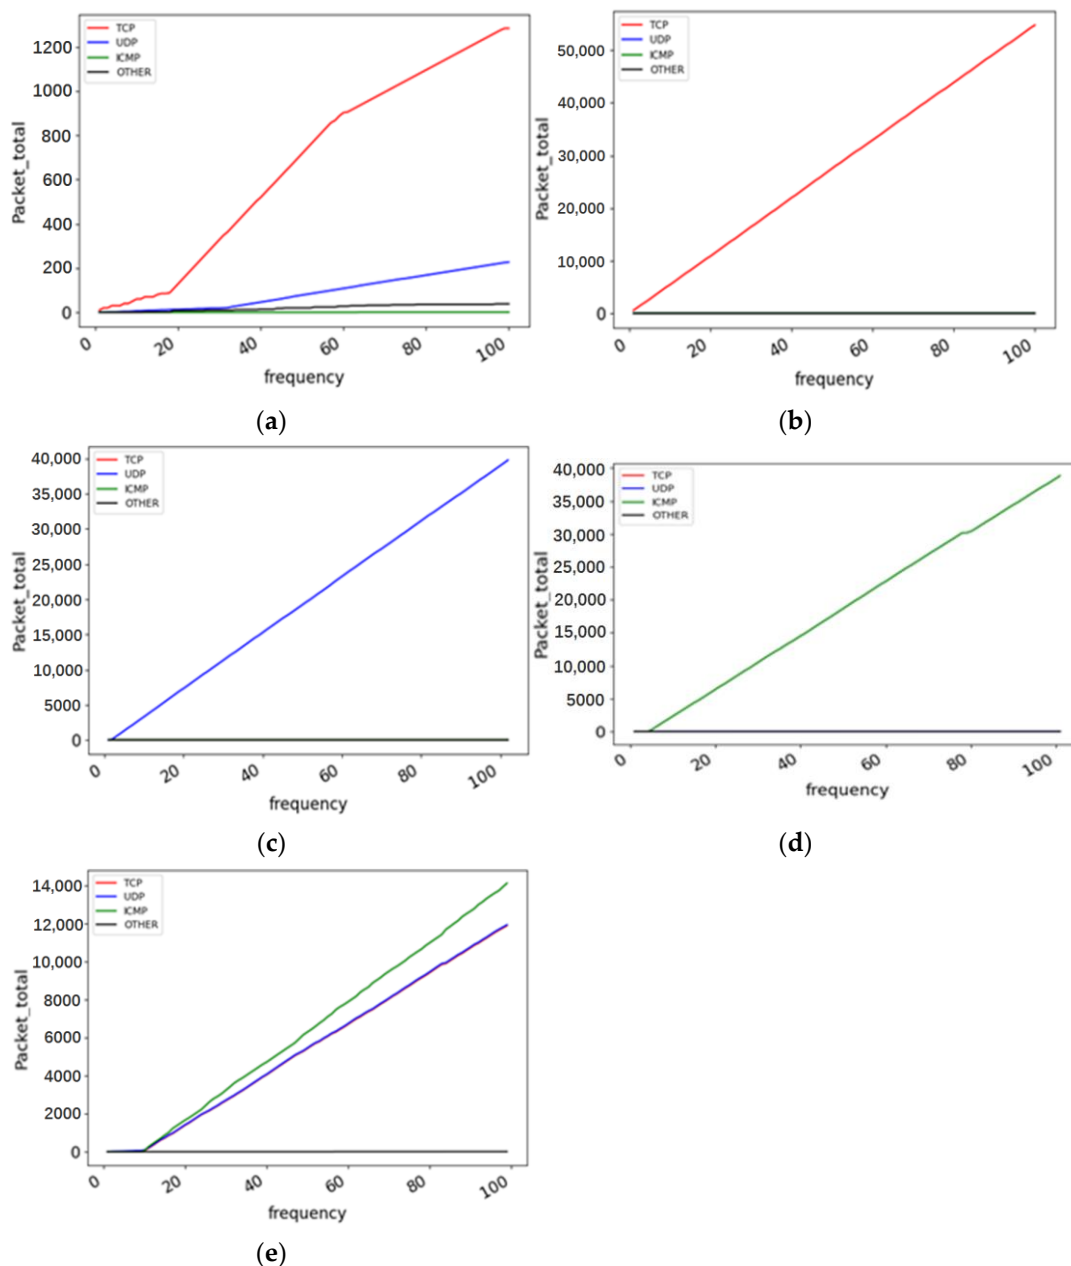 TCP
UDP
ICMP
OTHER
1200
1000
800
600
400
200
0
Packet_total
0
20
40
60
80
100
frequency
(a)
TCP
UDP
ICMP
OTHER
50,000
40,000
30,000
20,000
10,000
0
Packet_total
0
20
40
60
80
100
frequency
(b)
TCP
UDP
ICMP
OTHER
40,000
35,000
30,000
25,000
20,000
15,000
10,000
5000
0
Packet_total
0
20
40
60
80
100
frequency
(c)
TCP
UDP
ICMP
OTHER
40,000
35,000
30,000
25,000
20,000
15,000
10,000
5000
0
Packet_total
0
20
40
60
80
100
frequency
(d)
TCP
UDP
ICMP
OTHER
14,000
12,000
10,000
8000
6000
4000
2000
0
Packet_total
0
20
40
60
80
100
frequency
(e)